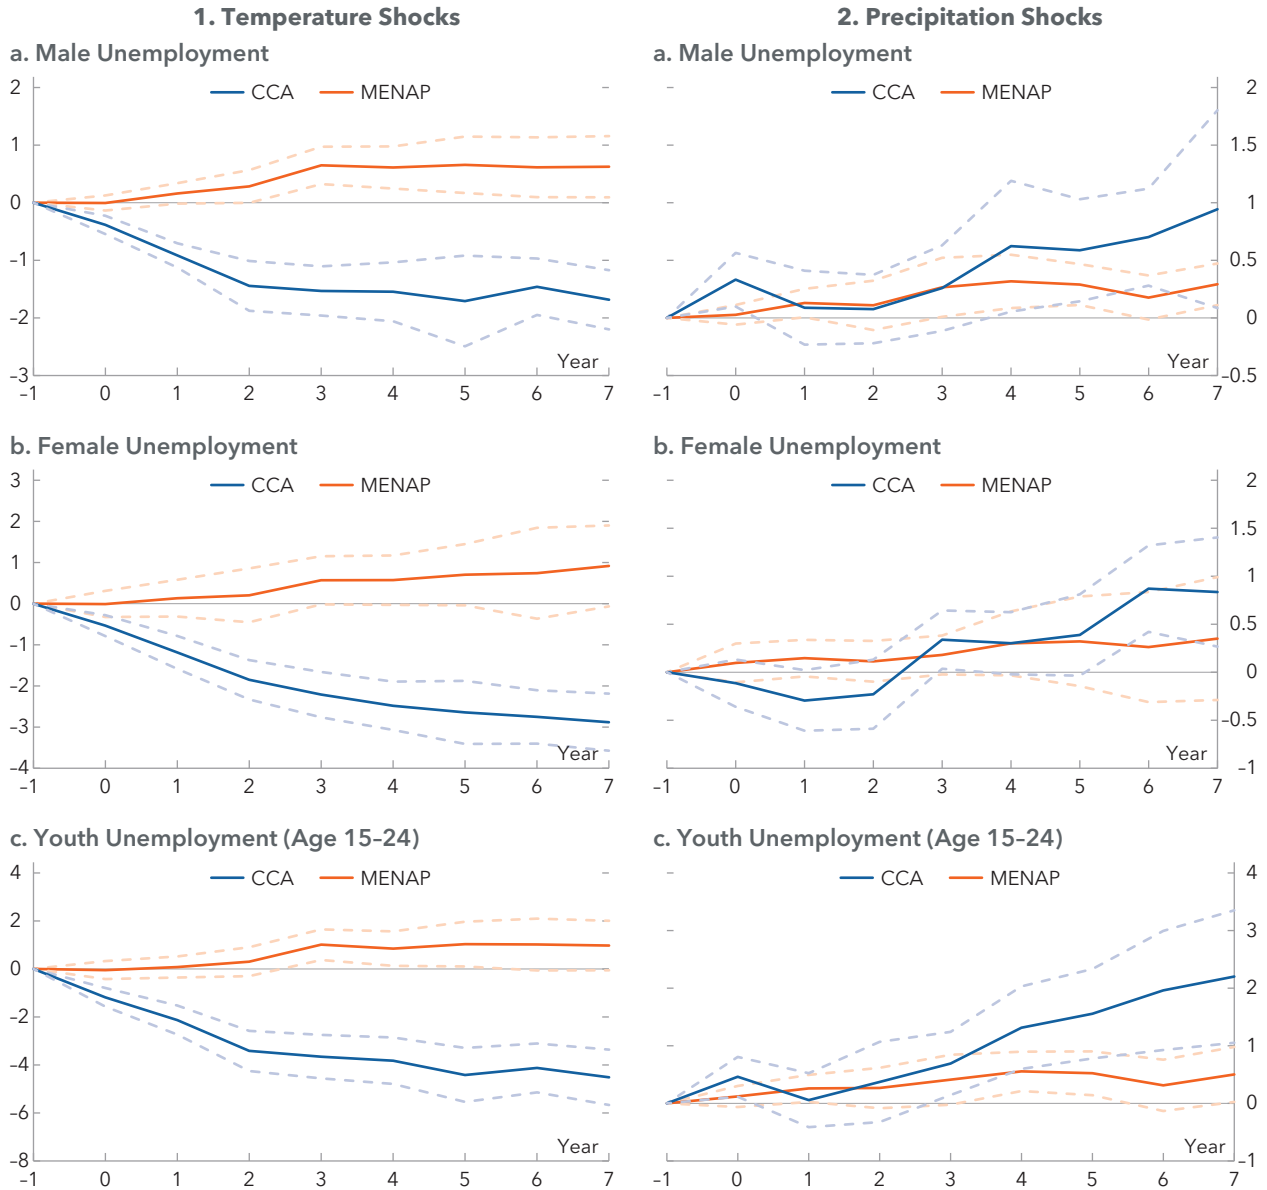 1. Temperature Shocks
a. Male Unemployment
CCA MENAP
2
1
0
–1
–2
–3
Year
–1 0 1 2 3 4 5 6 7
b. Female Unemployment
CCA MENAP
3
2
1
0
–1
–2
–3
–4
Year
–1 0 1 2 3 4 5 6 7
c. Youth Unemployment (Age 15–24)
CCA MENAP
4
2
0
–2
–4
–6
–8
Year
–1 0 1 2 3 4 5 6 7
2. Precipitation Shocks
a. Male Unemployment
CCA MENAP
2
1.5
1
0.5
0
–0.5
Year
–1 0 1 2 3 4 5 6 7
b. Female Unemployment
CCA MENAP
2
1.5
1
0.5
0
–0.5
–1
Year
–1 0 1 2 3 4 5 6 7
c. Youth Unemployment (Age 15–24)
CCA MENAP
4
3
2
1
0
–1
Year
–1 0 1 2 3 4 5 6 7